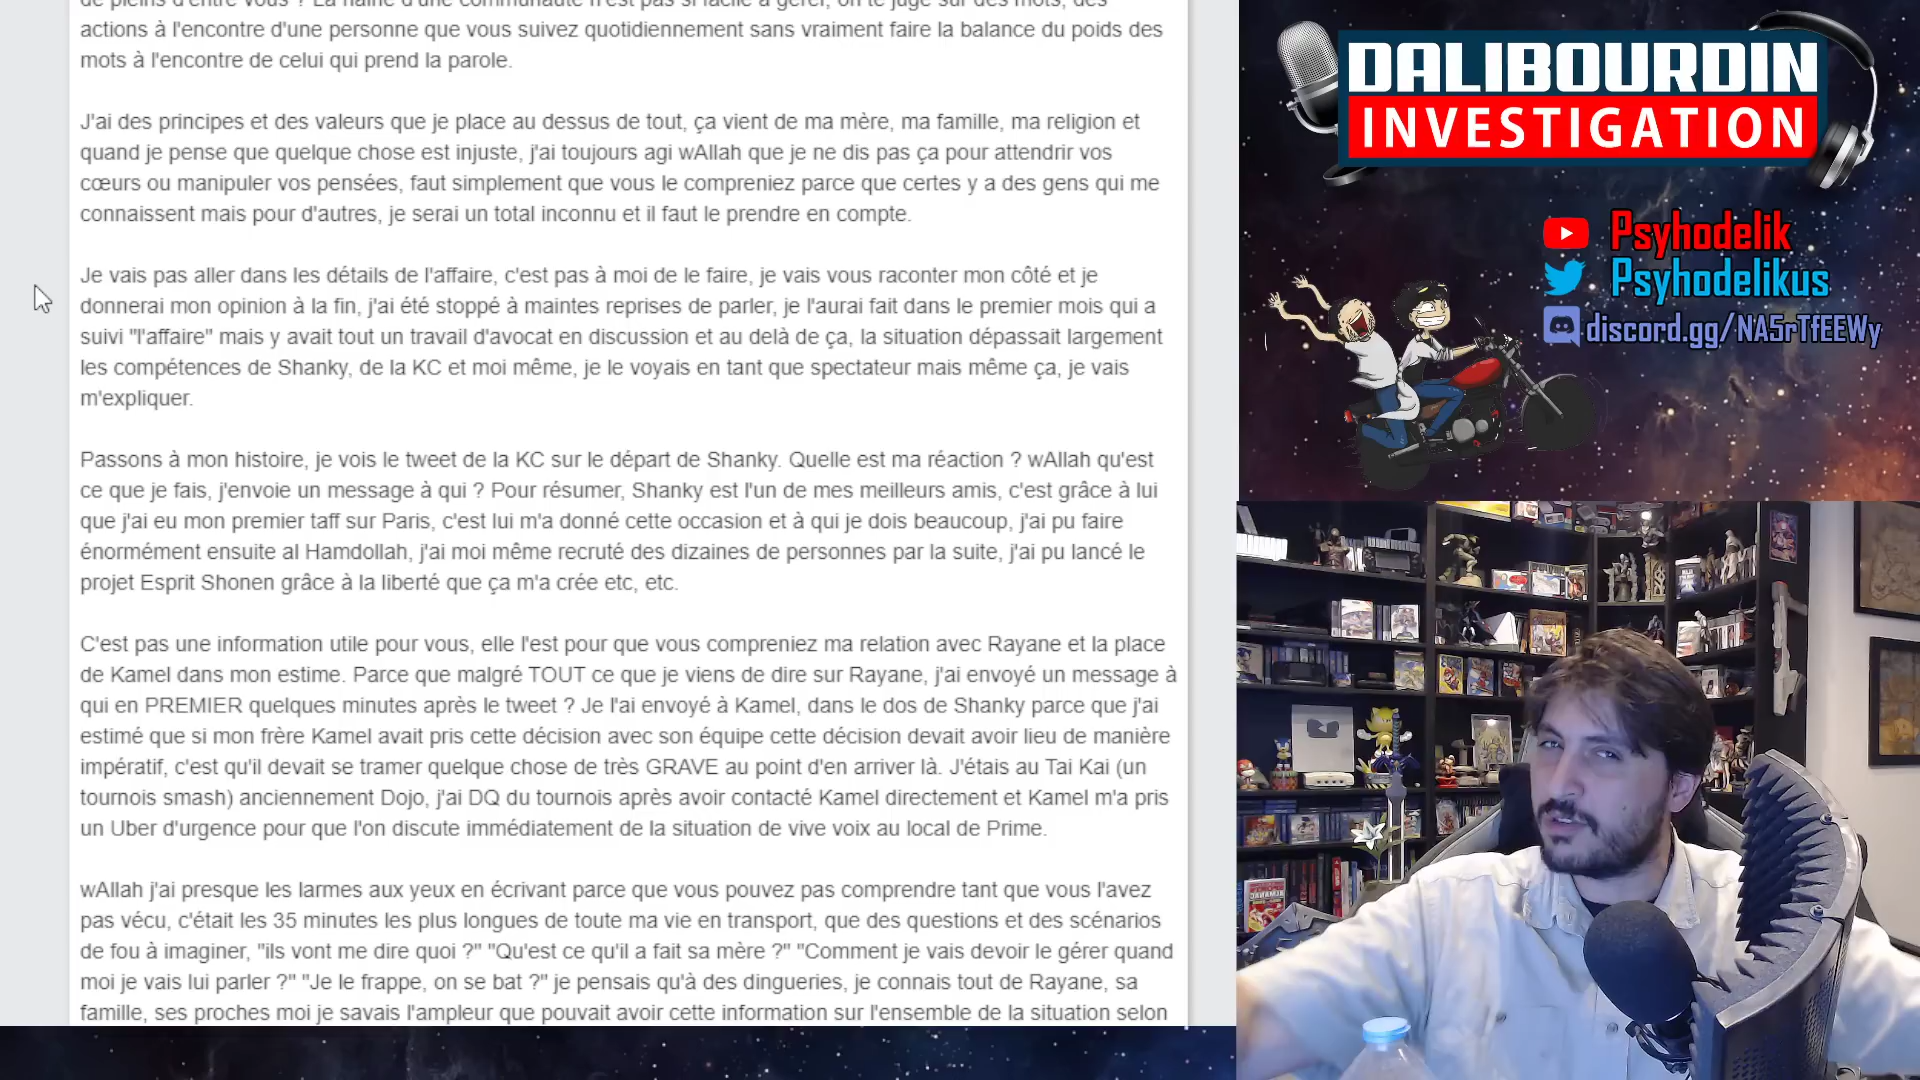 de pleins d'entre vous ? La haine d'une communauté n'est pas si facile à gérer, on te juge sur des mots, des
actions à l'encontre d'une personne que vous suivez quotidiennement sans vraiment faire la balance du poids des
mots à l'encontre de celui qui prend la parole.
J'ai des principes et des valeurs que je place au dessus de tout, ça vient de ma mère, ma famille, ma religion et
quand je pense que quelque chose est injuste, j'ai toujours agi wAllah que je ne dis pas ça pour attendrir vos
cœurs ou manipuler vos pensées, faut simplement que vous le compreniez parce que certes y a des gens qui me
connaissent mais pour d'autres, je serai un total inconnu et il faut le prendre en compte.
Je vais pas aller dans les détails de l'affaire, c'est pas à moi de le faire, je vais vous raconter mon côté et je
donnerai mon opinion à la fin, j'ai été stoppé à maintes reprises de parler, je l'aurai fait dans le premier mois qui a
suivi "l'affaire" mais y avait tout un travail d'avocat en discussion et au delà de ça, la situation dépassait largement
les compétences de Shanky, de la KC et moi même, je le voyais en tant que spectateur mais même ça, je vais
m'expliquer.
Passons à mon histoire, je vois le tweet de la KC sur le départ de Shanky. Quelle est ma réaction ? wAllah qu'est
ce que je fais, j'envoie un message à qui ? Pour résumer, Shanky est l'un de mes meilleurs amis, c'est grâce à lui
que j'ai eu mon premier taff sur Paris, c'est lui m'a donné cette occasion et à qui je dois beaucoup, j'ai pu faire
énormément ensuite al Hamdollah, j'ai moi même recruté des dizaines de personnes par la suite, j'ai pu lancé le
projet Esprit Shonen grâce à la liberté que ça m'a crée etc, etc.
C'est pas une information utile pour vous, elle l'est pour que vous compreniez ma relation avec Rayane et la place
de Kamel dans mon estime. Parce que malgré TOUT ce que je viens de dire sur Rayane, j'ai envoyé un message à
qui en PREMIER quelques minutes après le tweet ? Je l'ai envoyé à Kamel, dans le dos de Shanky parce que j'ai
estimé que si mon frère Kamel avait pris cette décision avec son équipe cette décision devait avoir lieu de manière
impératif, c'est qu'il devait se tramer quelque chose de très GRAVE au point d'en arriver là. J'étais au Tai Kai (un
tournois smash) anciennement Dojo, j'ai DQ du tournois après avoir contacté Kamel directement et Kamel m'a pris
un Uber d'urgence pour que l'on discute immédiatement de la situation de vive voix au local de Prime.
wAllah j'ai presque les larmes aux yeux en écrivant parce que vous pouvez pas comprendre tant que vous l'avez
pas vécu, c'était les 35 minutes les plus longues de toute ma vie en transport, que des questions et des scénarios
de fou à imaginer, "ils vont me dire quoi ?" "Qu'est ce qu'il a fait sa mère ?" "Comment je vais devoir le gérer quand
moi je vais lui parler ?" "Je le frappe, on se bat ?" je pensais qu'à des dingueries, je connais tout de Rayane, sa
famille, ses proches moi je savais l'ampleur que pouvait avoir cette information sur l'ensemble de la situation selon
DALIBOURDIN
INVESTIGATION
Psyhodelik
Psyhodelikus
discord.gg/NA5rTfEEWy